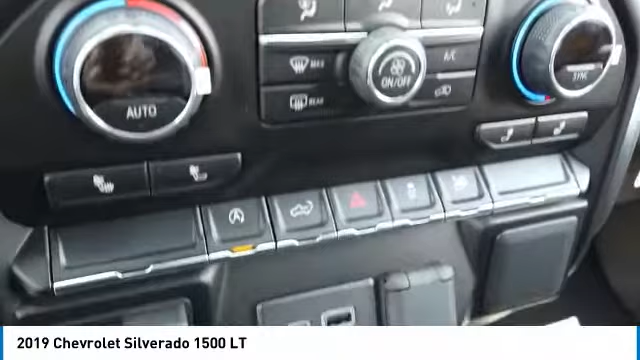 MAX
A/C
ON/OFF
REAR
AUTO
SYNC
2019 Chevrolet Silverado 1500 LT